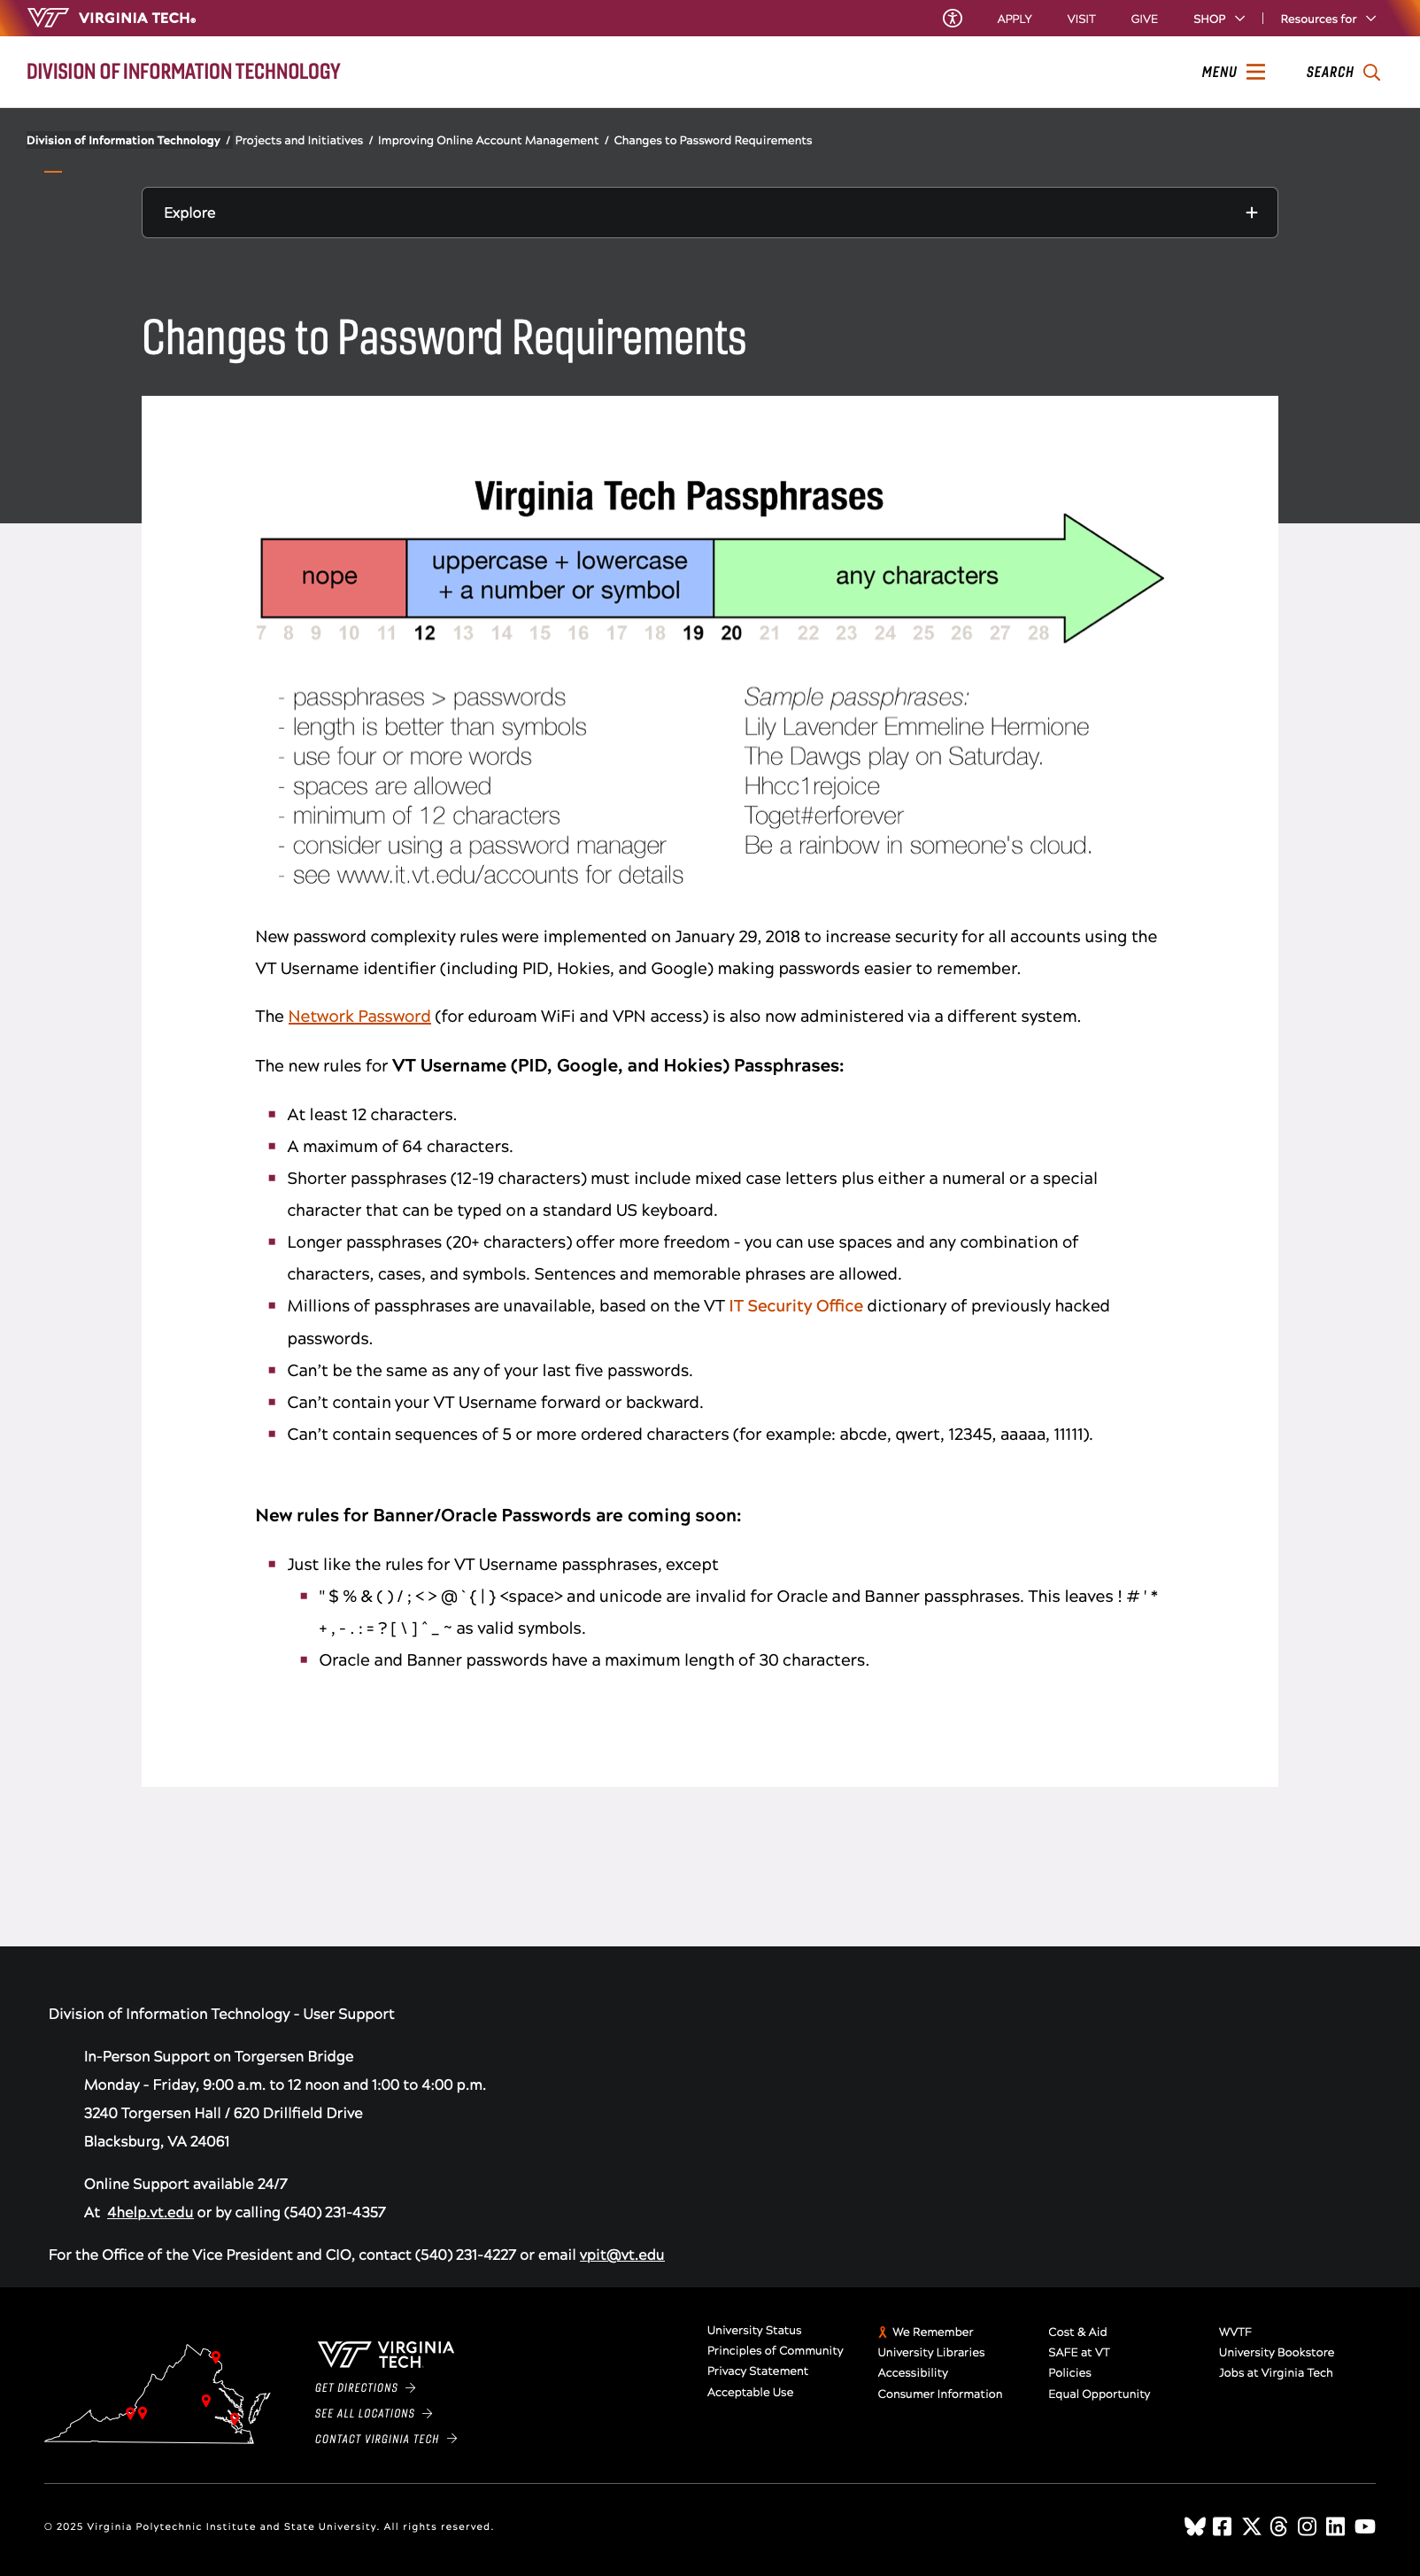 VT VIRGINIA TECH®
APPLY VISIT GIVE SHOP Resources for
DIVISION OF INFORMATION TECHNOLOGY
MENU SEARCH
Division of Information Technology / Projects and Initiatives / Improving Online Account Management / Changes to Password Requirements
Explore +
Changes to Password Requirements
Virginia Tech Passphrases
nope
uppercase + lowercase
+ a number or symbol
any characters
7 8 9 10 11 12 13 14 15 16 17 18 19 20 21 22 23 24 25 26 27 28
- passphrases > passwords
- length is better than symbols
- use four or more words
- spaces are allowed
- minimum of 12 characters
- consider using a password manager
- see www.it.vt.edu/accounts for details
Sample passphrases:
Lily Lavender Emmeline Hermione
The Dawgs play on Saturday.
Hhcc1rejoice
Toget#erforever
Be a rainbow in someone's cloud.
New password complexity rules were implemented on January 29, 2018 to increase security for all accounts using the
VT Username identifier (including PID, Hokies, and Google) making passwords easier to remember.
The Network Password (for eduroam WiFi and VPN access) is also now administered via a different system.
The new rules for VT Username (PID, Google, and Hokies) Passphrases:
At least 12 characters.
A maximum of 64 characters.
Shorter passphrases (12-19 characters) must include mixed case letters plus either a numeral or a special
character that can be typed on a standard US keyboard.
Longer passphrases (20+ characters) offer more freedom - you can use spaces and any combination of
characters, cases, and symbols. Sentences and memorable phrases are allowed.
Millions of passphrases are unavailable, based on the VT IT Security Office dictionary of previously hacked
passwords.
Can't be the same as any of your last five passwords.
Can't contain your VT Username forward or backward.
Can't contain sequences of 5 or more ordered characters (for example: abcde, qwert, 12345, aaaaa, 11111).
New rules for Banner/Oracle Passwords are coming soon:
Just like the rules for VT Username passphrases, except
" $ % & ( ) / ; < > @ ` { | } <space> and unicode are invalid for Oracle and Banner passphrases. This leaves ! # ' *
+ , - . : = ? [ \ ] ^ _ ~ as valid symbols.
Oracle and Banner passwords have a maximum length of 30 characters.
Division of Information Technology - User Support
In-Person Support on Torgersen Bridge
Monday - Friday, 9:00 a.m. to 12 noon and 1:00 to 4:00 p.m.
3240 Torgersen Hall / 620 Drillfield Drive
Blacksburg, VA 24061
Online Support available 24/7
At 4help.vt.edu or by calling (540) 231-4357
For the Office of the Vice President and CIO, contact (540) 231-4227 or email vpit@vt.edu
VT VIRGINIA
TECH
GET DIRECTIONS
SEE ALL LOCATIONS
CONTACT VIRGINIA TECH
University Status
Principles of Community
Privacy Statement
Acceptable Use
We Remember
University Libraries
Accessibility
Consumer Information
Cost & Aid
SAFE at VT
Policies
Equal Opportunity
WVTF
University Bookstore
Jobs at Virginia Tech
© 2025 Virginia Polytechnic Institute and State University. All rights reserved.